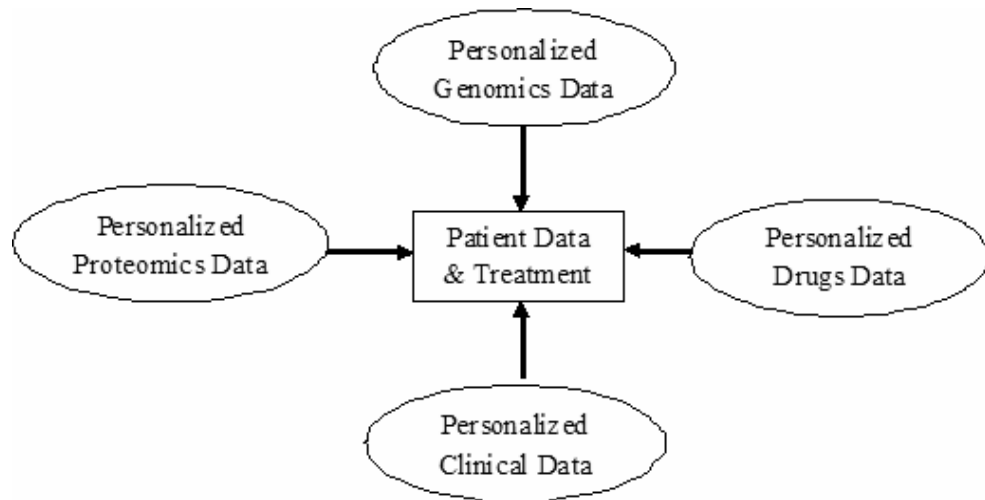 Personalized
Genomics Data
Personalized
Proteomics Data
Patient Data
& Treatment
Personalized
Drugs Data
Personalized
Clinical Data